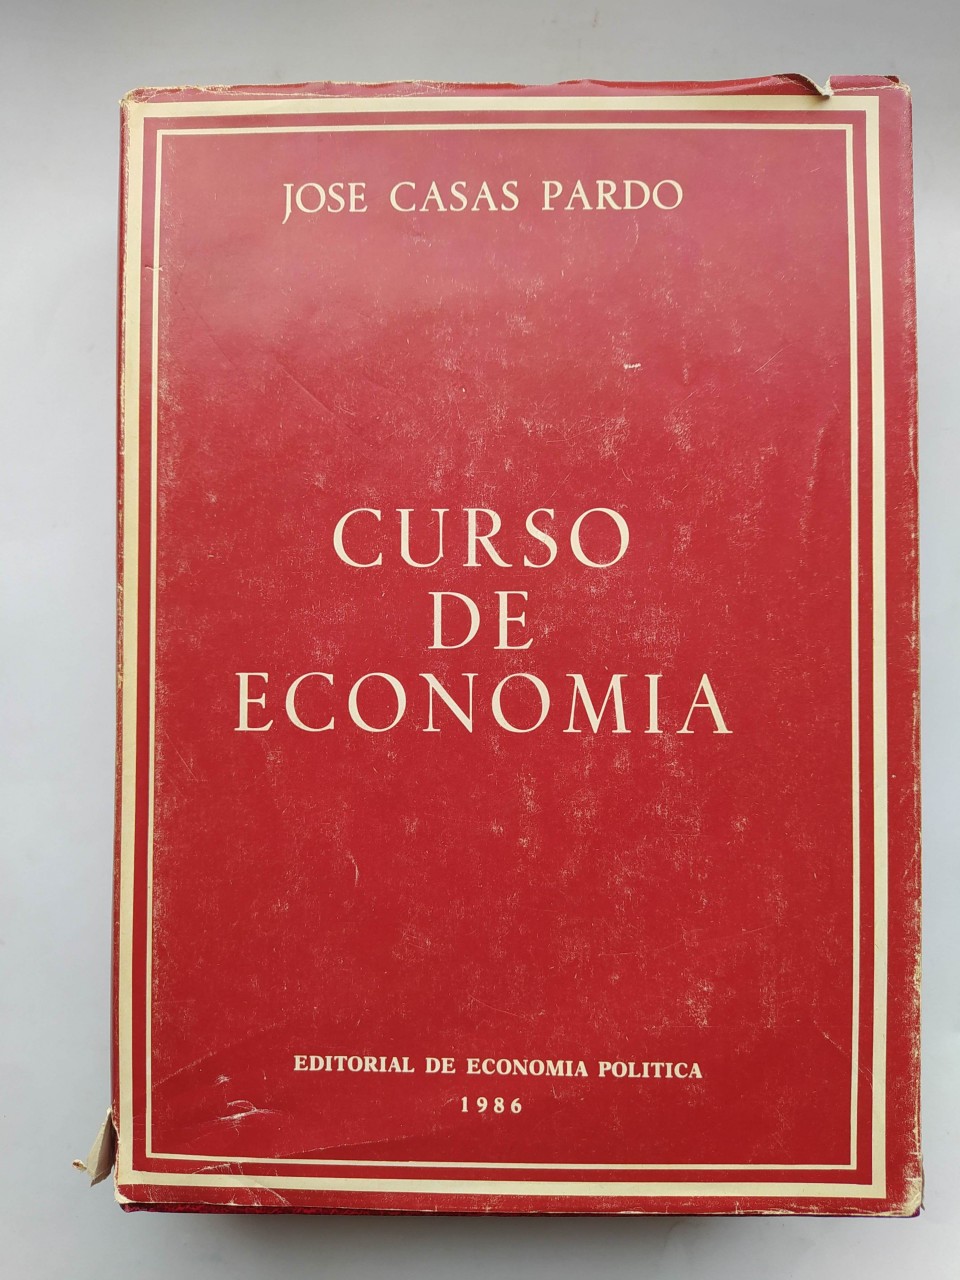 JOSE CASAS PARDO
CURSO
DE
ECONOMIA
EDITORIAL DE ECONOMIA POLITICA
1986